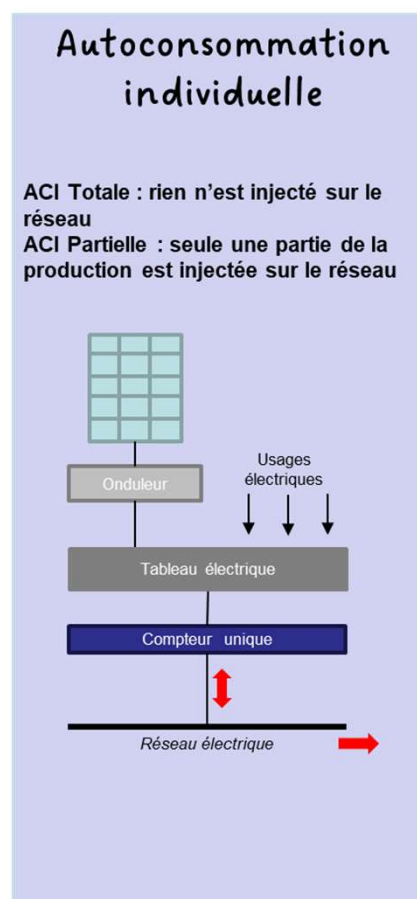 Autoconsommation
individuelle
ACI Totale : rien n'est injecté sur le
réseau
ACI Partielle : seule une partie de la
production est injectée sur le réseau
Onduleur
Usages
électriques
Tableau électrique
Compteur unique
Réseau électrique